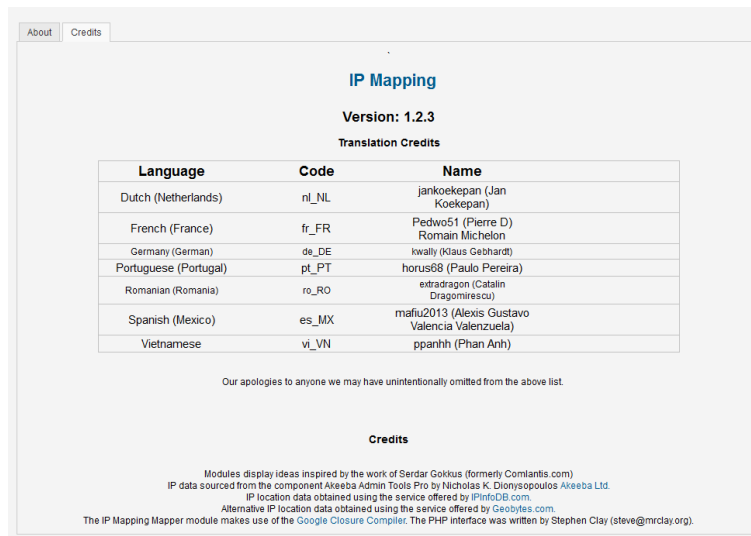 About Credits
IP Mapping
Version: 1.2.3
Translation Credits
Language Code Name
Dutch (Netherlands) nl_NL jankoekepan (Jan
Koekepan)
French (France) fr_FR Pedwo51 (Pierre D)
Romain Michelon
Germany (German) de_DE kwally (Klaus Gebhardt)
Portuguese (Portugal) pt_PT horus68 (Paulo Pereira)
Romanian (Romania) ro_RO extradragon (Catalin
Dragomirescu)
Spanish (Mexico) es_MX mafiu2013 (Alexis Gustavo
Valencia Valenzuela)
Vietnamese vi_VN ppanhh (Phan Anh)
Our apologies to anyone we may have unintentionally omitted from the above list.
Credits
Modules display ideas inspired by the work of Serdar Gokkus (formerly Comlantis.com)
IP data sourced from the component Akeeba Admin Tools Pro by Nicholas K. Dionysopoulos Akeeba Ltd.
IP location data obtained using the service offered by IPInfoDB.com.
Alternative IP location data obtained using the service offered by Geobytes.com.
The IP Mapping Mapper module makes use of the Google Closure Compiler. The PHP interface was written by Stephen Clay (steve@mrclay.org).